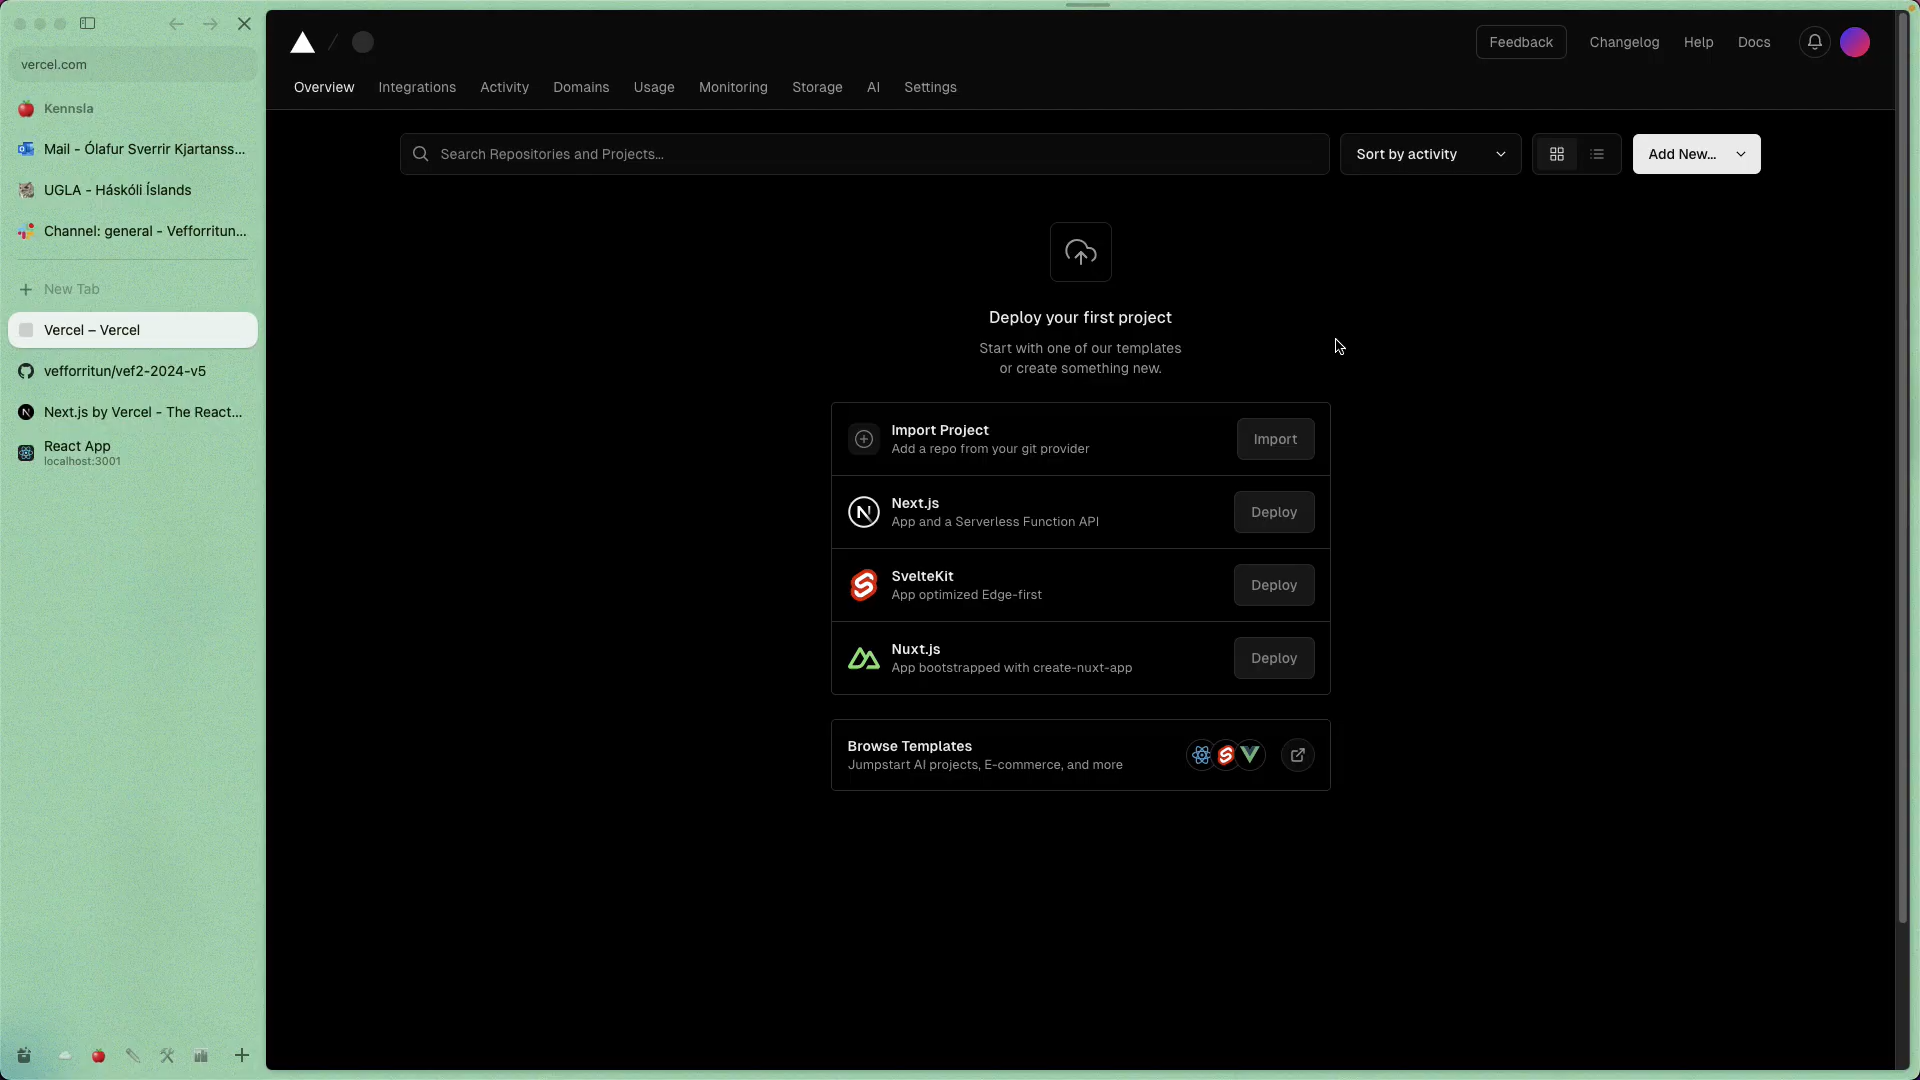 vercel.com
Kennsla
Mail - Ólafur Sverrir Kjartanss...
UGLA - Háskóli Íslands
Channel: general - Vefforritun...
New Tab
Vercel – Vercel
vefforritun/vef2-2024-v5
Next.js by Vercel - The React...
React App
localhost:3001
Feedback
Changelog
Help
Docs
Overview
Integrations
Activity
Domains
Usage
Monitoring
Storage
AI
Settings
Search Repositories and Projects...
Sort by activity
Add New...
Deploy your first project
Start with one of our templates
or create something new.
Import Project
Add a repo from your git provider
Import
Next.js
App and a Serverless Function API
Deploy
SvelteKit
App optimized Edge-first
Deploy
Nuxt.js
App bootstrapped with create-nuxt-app
Deploy
Browse Templates
Jumpstart AI projects, E-commerce, and more